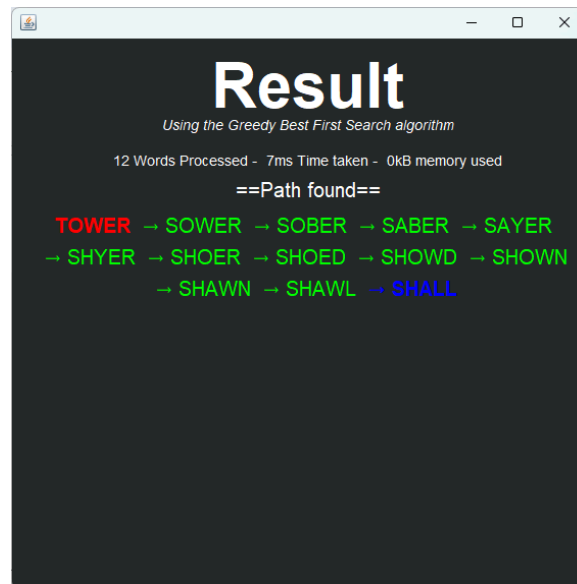 Result
Using the Greedy Best First Search algorithm
12 Words Processed - 7ms Time taken - 0kB memory used
==Path found==
TOWER → SOWER → SOBER → SABER → SAYER
→ SHYER → SHOER → SHOED → SHOWD → SHOWN
→ SHAWN → SHAWL → SHALL